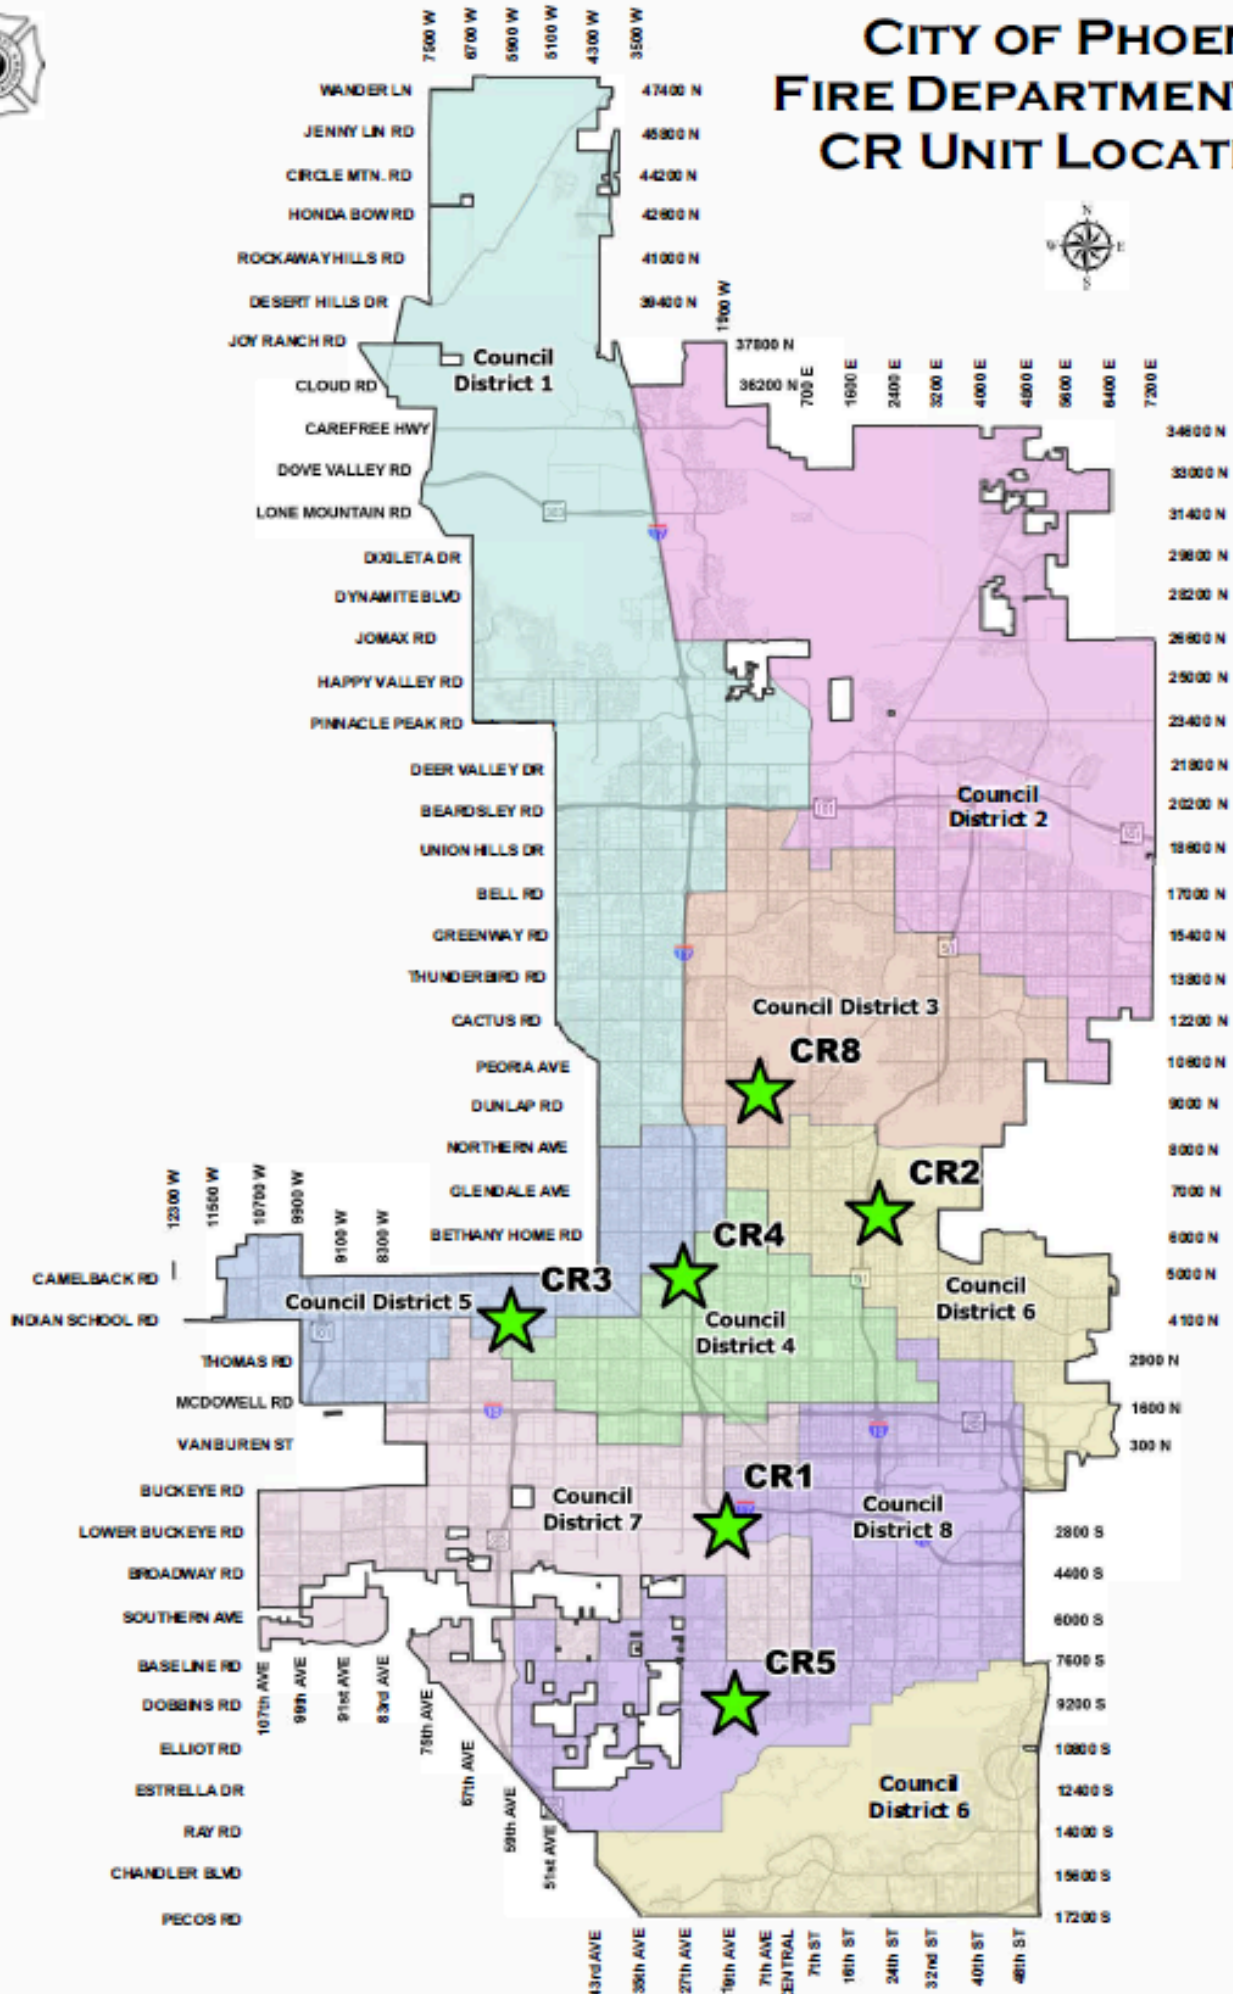 CITY OF PHOEN
FIRE DEPARTMENT
CR UNIT LOCATI
7500 W
6700 W
5900 W
5100 W
4300 W
3500 W
WANDER LN
47400 N
JENNY LIN RD
45800 N
CIRCLE MTN. RD
44200 N
HONDA BOW RD
42600 N
ROCKAWAY HILLS RD
41000 N
DESERT HILLS DR
39400 N
1900 W
JOY RANCH RD
37800 N
Council
District 1
CLOUD RD
36200 N
700 E
1600 E
2400 E
3200 E
4000 E
4800 E
5600 E
6400 E
7200 E
CAREFREE HWY
34600 N
DOVE VALLEY RD
33000 N
LONE MOUNTAIN RD
303
31400 N
DIXILETA DR
29800 N
DYNAMITE BLVD
28200 N
JOMAX RD
26600 N
HAPPY VALLEY RD
25000 N
PINNACLE PEAK RD
23400 N
DEER VALLEY DR
21800 N
BEARDSLEY RD
101
Council
District 2
20200 N
101
UNION HILLS DR
18600 N
BELL RD
17000 N
GREENWAY RD
51
15400 N
THUNDERBIRD RD
13800 N
Council District 3
CACTUS RD
12200 N
CR8
PEORIA AVE
10600 N
DUNLAP RD
9000 N
NORTHERN AVE
8000 N
12300 W
11500 W
10700 W
9900 W
9100 W
8300 W
GLENDALE AVE
CR2
7000 N
BETHANY HOME RD
CR4
6000 N
CAMELBACK RD
CR3
51
5000 N
Council District 5
Council
District 6
INDIAN SCHOOL RD
101
Council
District 4
4100 N
THOMAS RD
2900 N
MCDOWELL RD
10
10
202
1600 N
VAN BUREN ST
300 N
BUCKEYE RD
CR1
Council
District 7
Council
District 8
LOWER BUCKEYE RD
2800 S
BROADWAY RD
4400 S
SOUTHERN AVE
6000 S
BASELINE RD
CR5
7600 S
107th AVE
99th AVE
91st AVE
83rd AVE
75th AVE
67th AVE
59th AVE
51st AVE
DOBBINS RD
9200 S
ELLIOT RD
10800 S
ESTRELLA DR
Council
District 6
12400 S
RAY RD
14000 S
CHANDLER BLVD
15600 S
PECOS RD
17200 S
43rd AVE
35th AVE
27th AVE
19th AVE
7th AVE
CENTRAL
7th ST
16th ST
24th ST
32nd ST
40th ST
48th ST